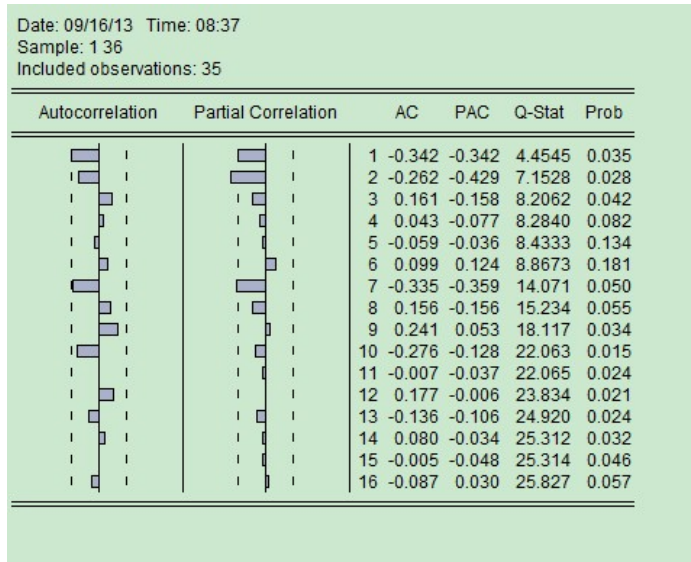 Date: 09/16/13 Time: 08:37
Sample: 1 36
Included observations: 35
Autocorrelation Partial Correlation AC PAC Q-Stat Prob
1 -0.342 -0.342 4.4545 0.035
2 -0.262 -0.429 7.1528 0.028
3 0.161 -0.158 8.2062 0.042
4 0.043 -0.077 8.2840 0.082
5 -0.059 -0.036 8.4333 0.134
6 0.099 0.124 8.8673 0.181
7 -0.335 -0.359 14.071 0.050
8 0.156 -0.156 15.234 0.055
9 0.241 0.053 18.117 0.034
10 -0.276 -0.128 22.063 0.015
11 -0.007 -0.037 22.065 0.024
12 0.177 -0.006 23.834 0.021
13 -0.136 -0.106 24.920 0.024
14 0.080 -0.034 25.312 0.032
15 -0.005 -0.048 25.314 0.046
16 -0.087 0.030 25.827 0.057